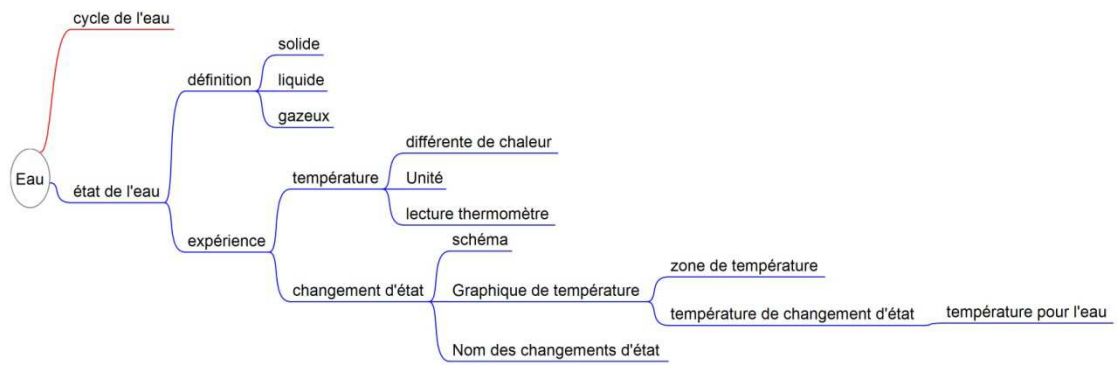 cycle de l'eau
Eau
état de l'eau
définition
solide
liquide
gazeux
expérience
température
différente de chaleur
Unité
lecture thermomètre
changement d'état
schéma
Graphique de température
zone de température
température de changement d'état
température pour l'eau
Nom des changements d'état